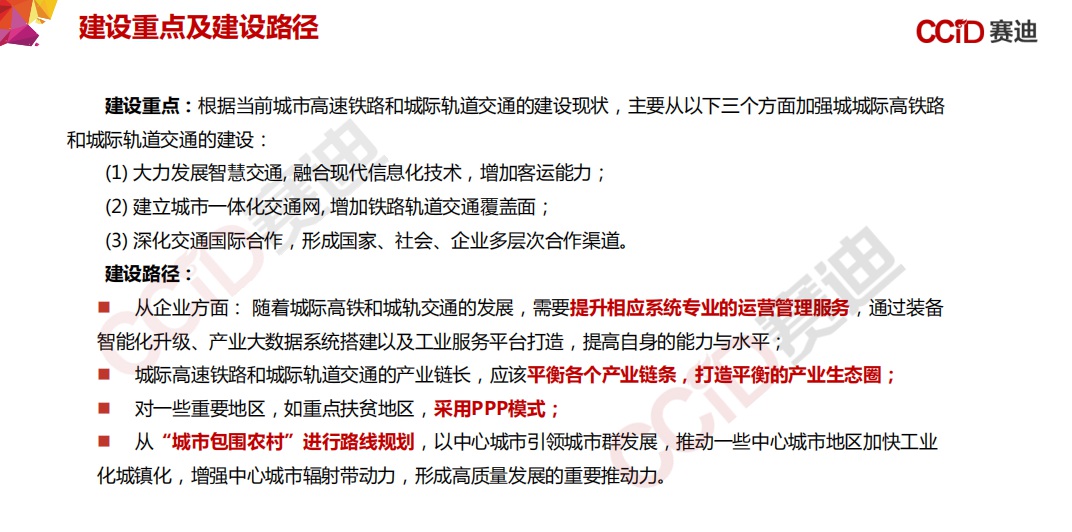 建设重点及建设路径
CCiD 赛迪
建设重点：根据当前城市高速铁路和城际轨道交通的建设现状，主要从以下三个方面加强城城际高铁路
和城际轨道交通的建设：
(1) 大力发展智慧交通, 融合现代信息化技术，增加客运能力；
(2) 建立城市一体化交通网, 增加铁路轨道交通覆盖面；
(3) 深化交通国际合作，形成国家、社会、企业多层次合作渠道。
建设路径：
■ 从企业方面： 随着城际高铁和城轨交通的发展，需要提升相应系统专业的运营管理服务，通过装备
智能化升级、产业大数据系统搭建以及工业服务平台打造，提高自身的能力与水平；
■ 城际高速铁路和城际轨道交通的产业链长，应该平衡各个产业链条，打造平衡的产业生态圈；
■ 对一些重要地区，如重点扶贫地区，采用PPP模式；
■ 从“城市包围农村”进行路线规划，以中心城市引领城市群发展，推动一些中心城市地区加快工业
化城镇化，增强中心城市辐射带动力，形成高质量发展的重要推动力。
CCiD赛迪
CCiD赛迪